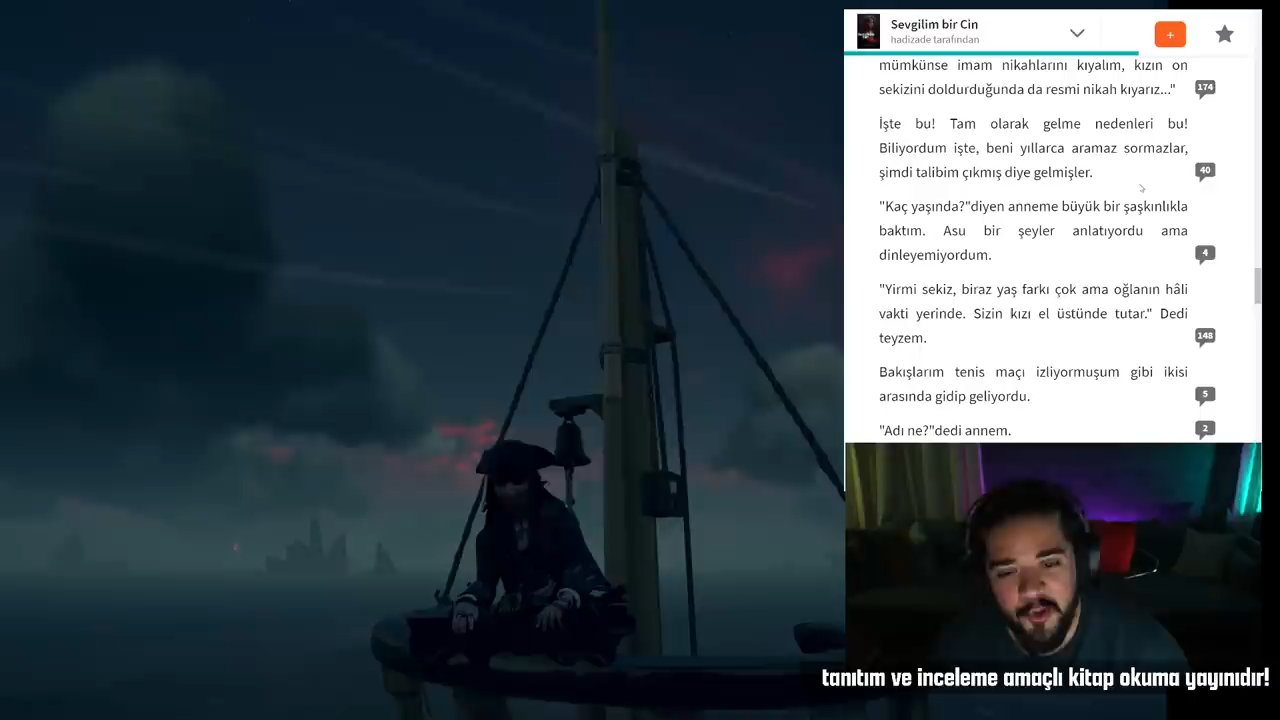 Sevgilim bir Cin
hadizade tarafından
+
mümkünse imam nikahlarını kıyalım, kızın on
sekizini doldurduğunda da resmi nikah kıyarız..."
174
İşte bu! Tam olarak gelme nedenleri bu!
Biliyordum işte, beni yıllarca aramaz sormazlar,
şimdi talibim çıkmış diye gelmişler.
40
"Kaç yaşında?"diyen anneme büyük bir şaşkınlıkla
baktım. Asu bir şeyler anlatıyordu ama
dinleyemiyordum.
4
"Yirmi sekiz, biraz yaş farkı çok ama oğlanın hâli
vakti yerinde. Sizin kızı el üstünde tutar." Dedi
teyzem.
148
Bakışlarım tenis maçı izliyormuşum gibi ikisi
arasında gidip geliyordu.
5
"Adı ne?"dedi annem.
2
tanıtım ve inceleme amaçlı kitap okuma yayınıdır!